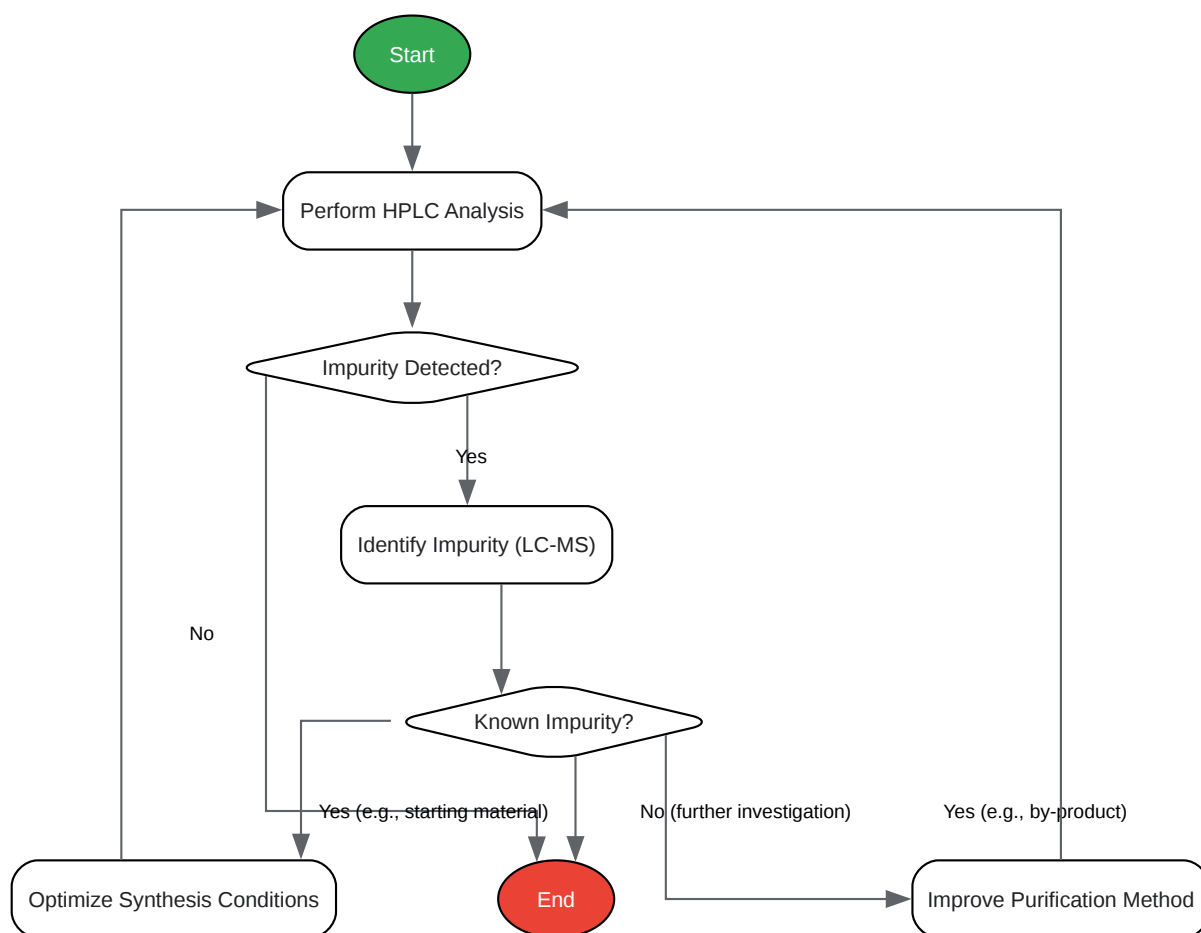 Start
Perform HPLC Analysis
Impurity Detected?
Yes
Identify Impurity (LC-MS)
No
Known Impurity?
Yes (e.g., starting material)
No (further investigation)
Yes (e.g., by-product)
Optimize Synthesis Conditions
End
Improve Purification Method